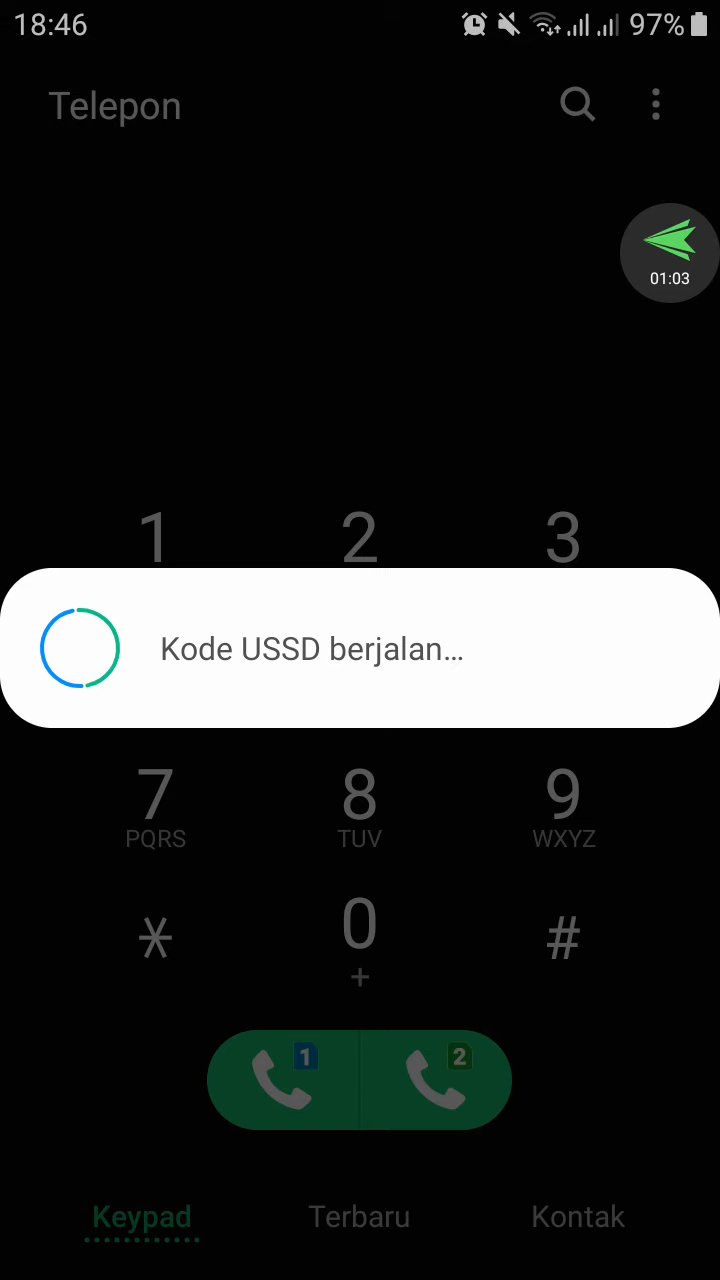 18:46 97%
Telepon
01:03
1 2 3
Kode USSD berjalan...
7 8 9
PQRS TUV WXYZ
* 0 #
+
1 2
Keypad Terbaru Kontak